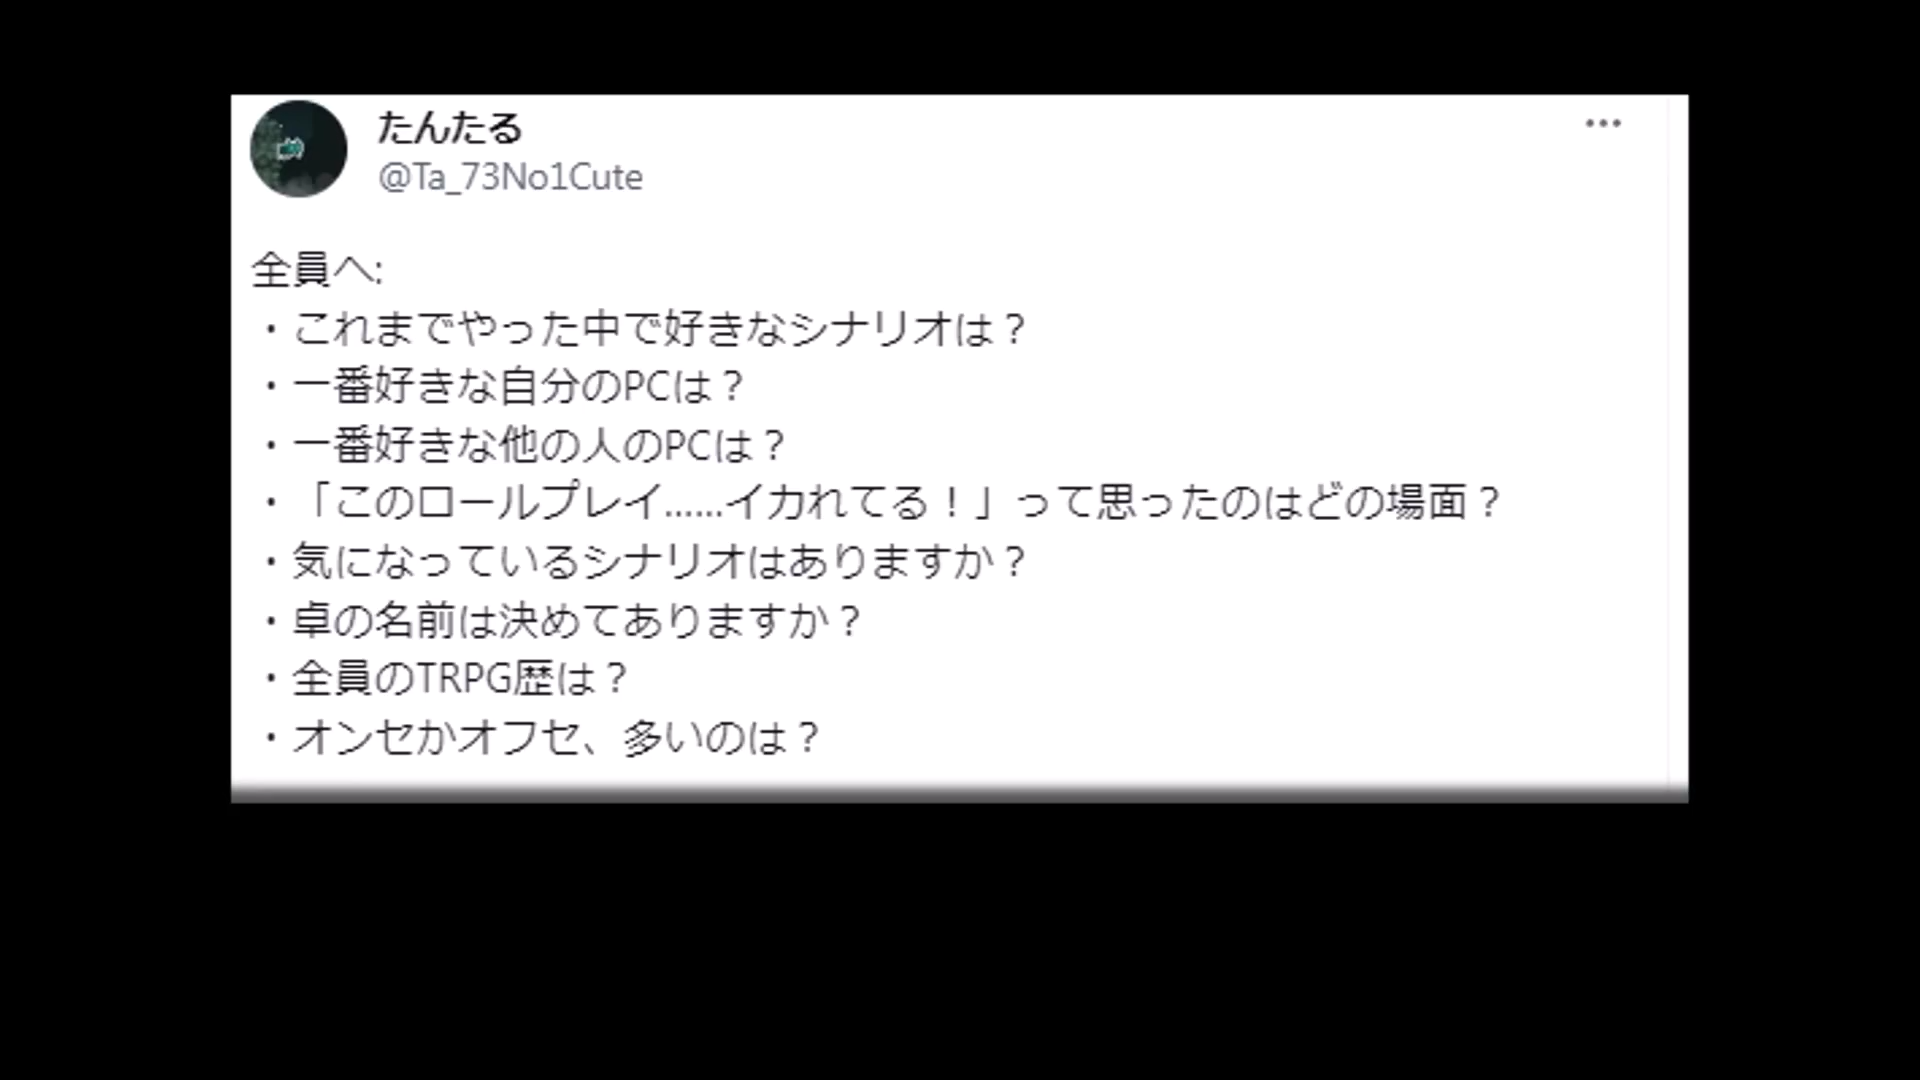 たんたる
@Ta_73No1Cute
全員へ:
・これまでやった中で好きなシナリオは？
・一番好きな自分のPCは？
・一番好きな他の人のPCは？
・「このロールプレイ......イカれてる！」って思ったのはどの場面？
・気になっているシナリオはありますか？
・卓の名前は決めてありますか？
・全員のTRPG歴は？
・オンセかオフセ、多いのは？